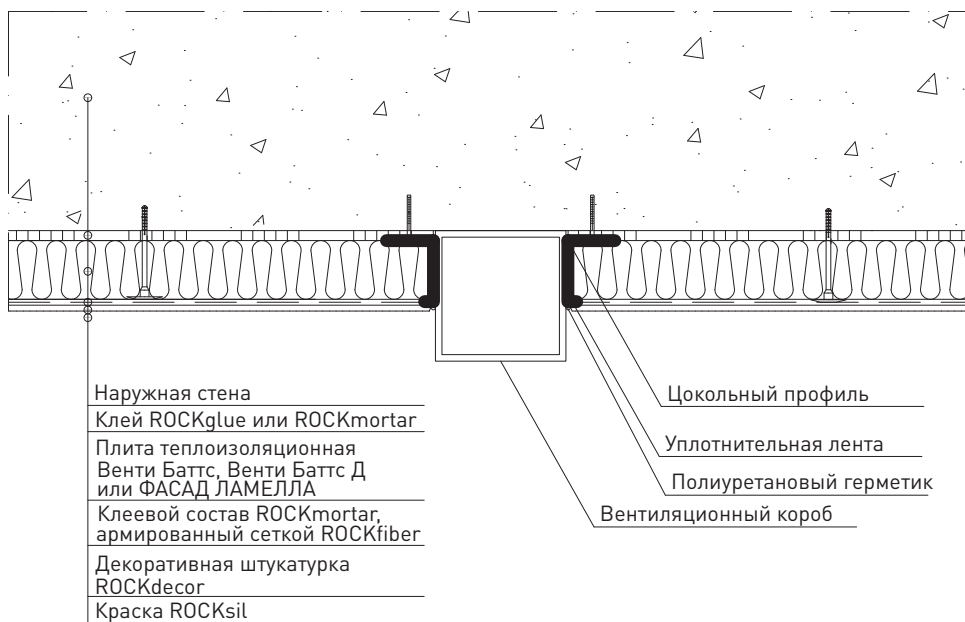 Наружная стена
Клей ROCKglue или ROCKmortar
Плита теплоизоляционная
Венти Баттс, Венти Баттс Д
или ФАСАД ЛАМЕЛЛА
Клеевой состав ROCKmortar,
армированный сеткой ROCKfiber
Декоративная штукатурка
ROCKdecor
Краска ROCKsil
Цокольный профиль
Уплотнительная лента
Полиуретановый герметик
Вентиляционный короб